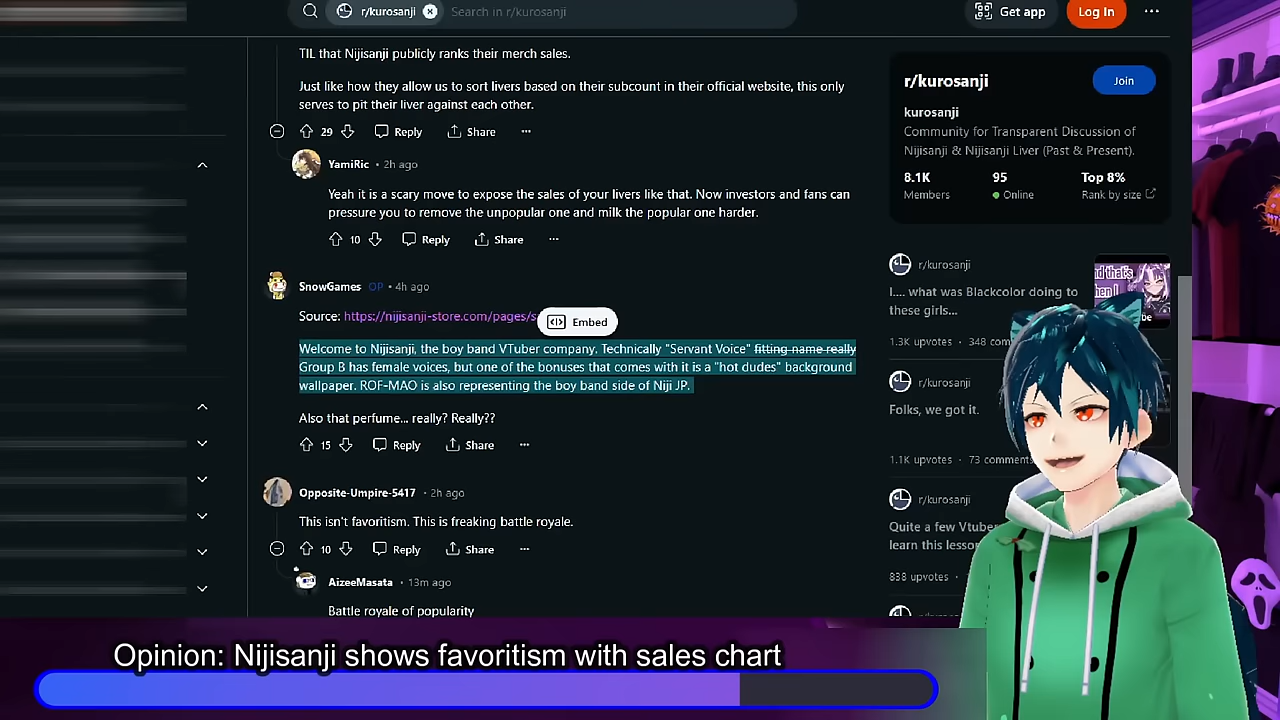 r/kurosanji
Search in r/kurosanji
Get app
Log In
TIL that Nijisanji publicly ranks their merch sales.
Just like how they allow us to sort livers based on their subcount in their official website, this only
serves to pit their liver against each other.
29
Reply
Share
YamiRic • 2h ago
Yeah it is a scary move to expose the sales of your livers like that. Now investors and fans can
pressure you to remove the unpopular one and milk the popular one harder.
10
Reply
Share
SnowGames OP • 4h ago
Source: https://nijisanji-store.com/pages/s
Embed
Welcome to Nijisanji, the boy band VTuber company. Technically "Servant Voice" fitting name really
Group B has female voices, but one of the bonuses that comes with it is a "hot dudes" background
wallpaper. ROF-MAO is also representing the boy band side of Niji JP.
Also that perfume... really? Really??
15
Reply
Share
Opposite-Umpire-5417 • 2h ago
This isn't favoritism. This is freaking battle royale.
10
Reply
Share
AizeeMasata • 13m ago
Battle royale of popularity
r/kurosanji
Join
kurosanji
Community for Transparent Discussion of
Nijisanji & Nijisanji Liver (Past & Present).
8.1K
95
Top 8%
Members
Online
Rank by size
r/kurosanji
I.... what was Blackcolor doing to
these girls...
1.3K upvotes • 348 com
r/kurosanji
Folks, we got it.
1.1K upvotes • 73 comments
r/kurosanji
Quite a few Vtuber
learn this lesso
838 upvotes •
Opinion: Nijisanji shows favoritism with sales chart